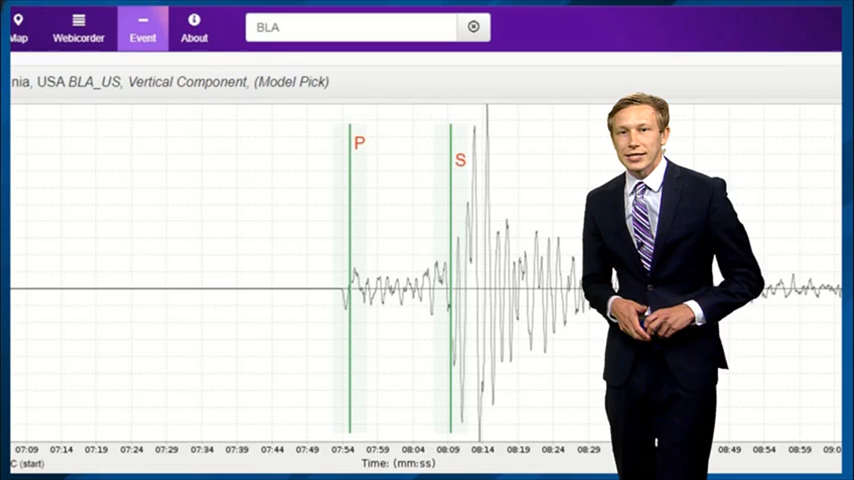 Map Webicorder Event About BLA
nia, USA BLA_US, Vertical Component, (Model Pick)
P
S
07:09 07:14 07:19 07:24 07:29 07:34 07:39 07:44 07:49 07:54 07:59 08:04 08:09 08:14 08:19 08:24 08:29 08:49 08:54 08:59 09:0
C (start) Time: (mm:ss)